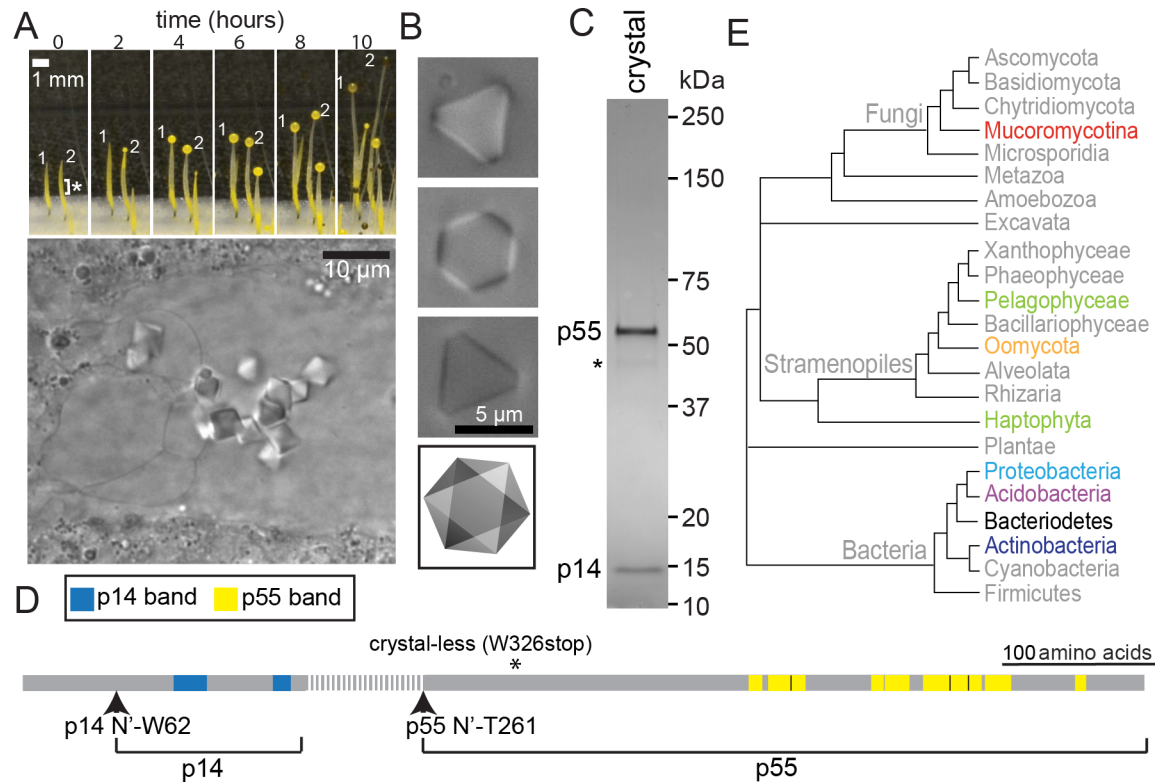 A
time (hours)
0 2 4 6 8 10
1 mm
1 2
1 2
1 2
1 2
1 2
1 2
*
10 µm
B
5 µm
C
crystal
kDa
250
150
75
p55
50
*
37
20
p14
15
10
E
Ascomycota
Basidiomycota
Fungi
Chytridiomycota
Mucoromycotina
Microsporidia
Metazoa
Amoebozoa
Excavata
Xanthophyceae
Phaeophyceae
Pelagophyceae
Bacillariophyceae
Stramenopiles
Oomycota
Alveolata
Rhizaria
Haptophyta
Plantae
Proteobacteria
Acidobacteria
Bacteriodetes
Bacteria
Actinobacteria
Cyanobacteria
Firmicutes
D
p14 band p55 band
crystal-less (W326stop)
*
100 amino acids
p14 N'-W62
p55 N'-T261
p14
p55